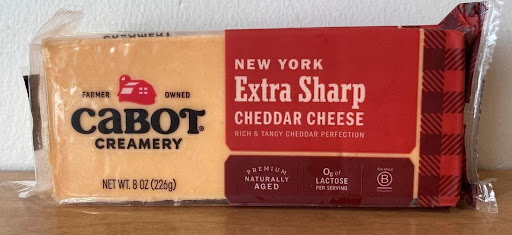 CREAMERY
FARMER OWNED
CABOT®
CREAMERY
NET WT. 8 OZ (226g)
NEW YORK
Extra Sharp
CHEDDAR CHEESE
RICH & TANGY CHEDDAR PERFECTION
PREMIUM
NATURALLY
AGED
0g of
LACTOSE
PER SERVING
B